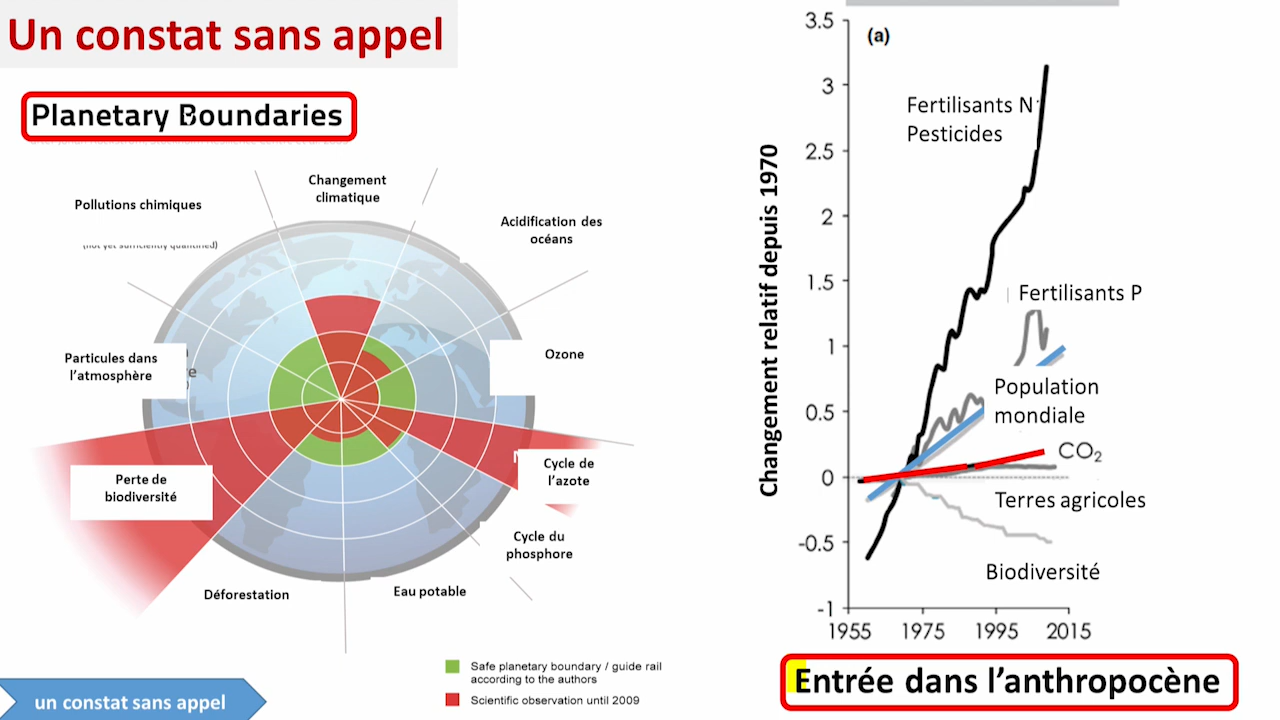 Un constat sans appel
Planetary Boundaries
Changement
climatique
Pollutions chimiques
Acidification des
océans
(not yet sufficiently quantified)
Particules dans
l'atmosphère
Ozone
Perte de
biodiversité
Cycle de
l'azote
Cycle du
phosphore
Déforestation
Eau potable
Safe planetary boundary / guide rail
according to the authors
Scientific observation until 2009
un constat sans appel
(a)
Changement relatif depuis 1970
3.5
3
2.5
2
1.5
1
0.5
0
-0.5
-1
1955
1975
1995
2015
Fertilisants N
Pesticides
Fertilisants P
Population
mondiale
CO₂
Terres agricoles
Biodiversité
Entrée dans l'anthropocène